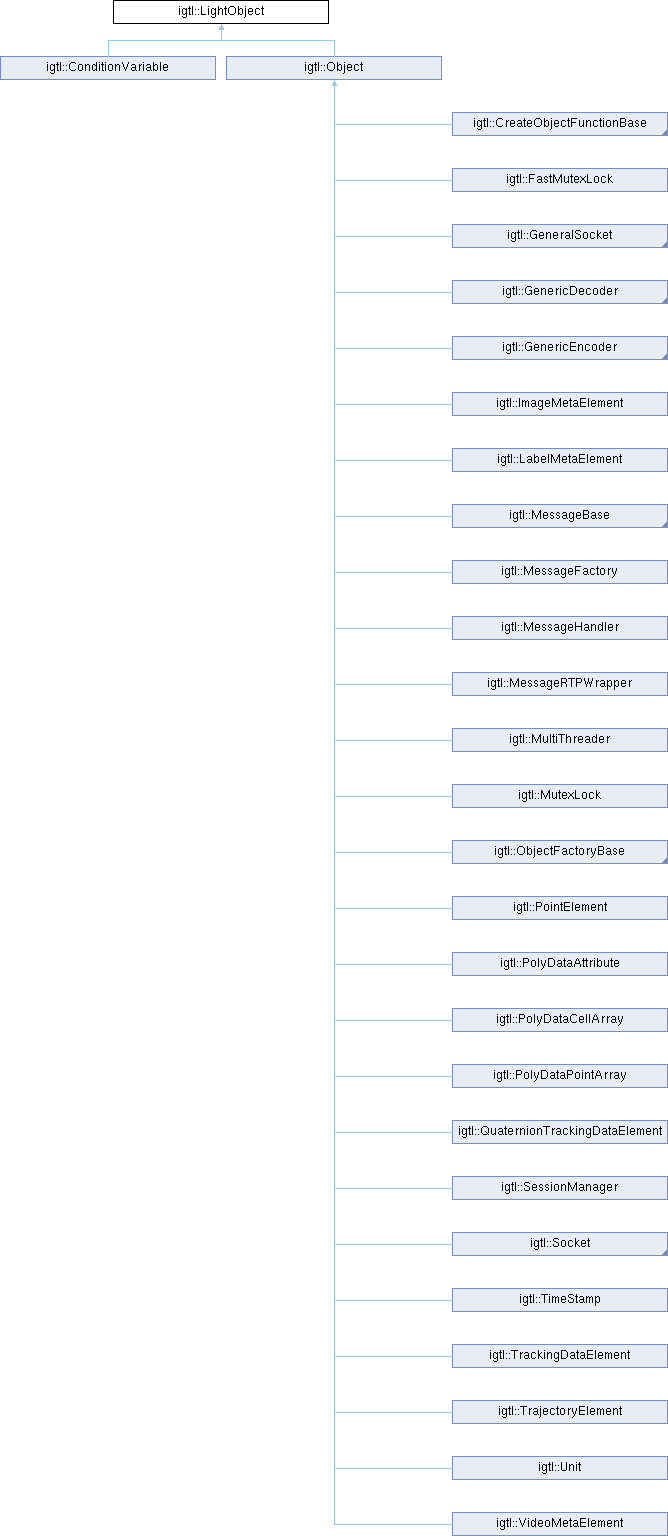 igtl::LightObject
igtl::ConditionVariable
igtl::Object
igtl::CreateObjectFunctionBase
igtl::FastMutexLock
igtl::GeneralSocket
igtl::GenericDecoder
igtl::GenericEncoder
igtl::ImageMetaElement
igtl::LabelMetaElement
igtl::MessageBase
igtl::MessageFactory
igtl::MessageHandler
igtl::MessageRTPWrapper
igtl::MultiThreader
igtl::MutexLock
igtl::ObjectFactoryBase
igtl::PointElement
igtl::PolyDataAttribute
igtl::PolyDataCellArray
igtl::PolyDataPointArray
igtl::QuaternionTrackingDataElement
igtl::SessionManager
igtl::Socket
igtl::TimeStamp
igtl::TrackingDataElement
igtl::TrajectoryElement
igtl::Unit
igtl::VideoMetaElement